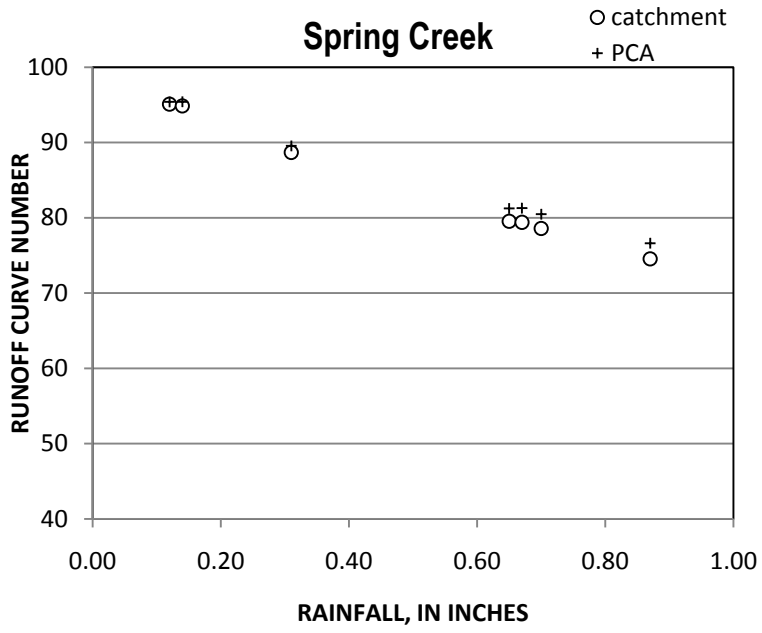 Spring Creek
catchment
PCA
100
90
80
70
60
50
40
RUNOFF CURVE NUMBER
0.00 0.20 0.40 0.60 0.80 1.00
RAINFALL, IN INCHES